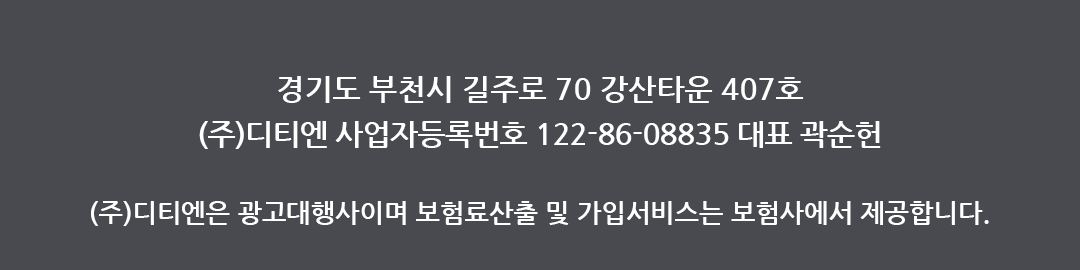 경기도 부천시 길주로 70 강산타운 407호
(주)디티엔 사업자등록번호 122-86-08835 대표 곽순헌
(주)디티엔은 광고대행사이며 보험료산출 및 가입서비스는 보험사에서 제공합니다.